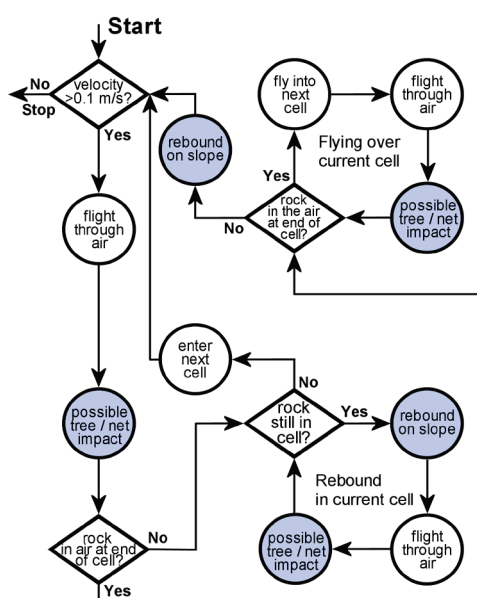 Start
velocity
>0.1 m/s?
No
Stop
Yes
flight
through
air
possible
tree / net
impact
rock
in air at end
of cell?
No
Yes
rebound
on slope
fly into
next
cell
flight
through
air
Flying over
current cell
Yes
rock
in the air
at end of
cell?
No
possible
tree / net
impact
enter
next
cell
No
rock
still in
cell?
Yes
rebound
on slope
Rebound
in current cell
possible
tree / net
impact
flight
through
air